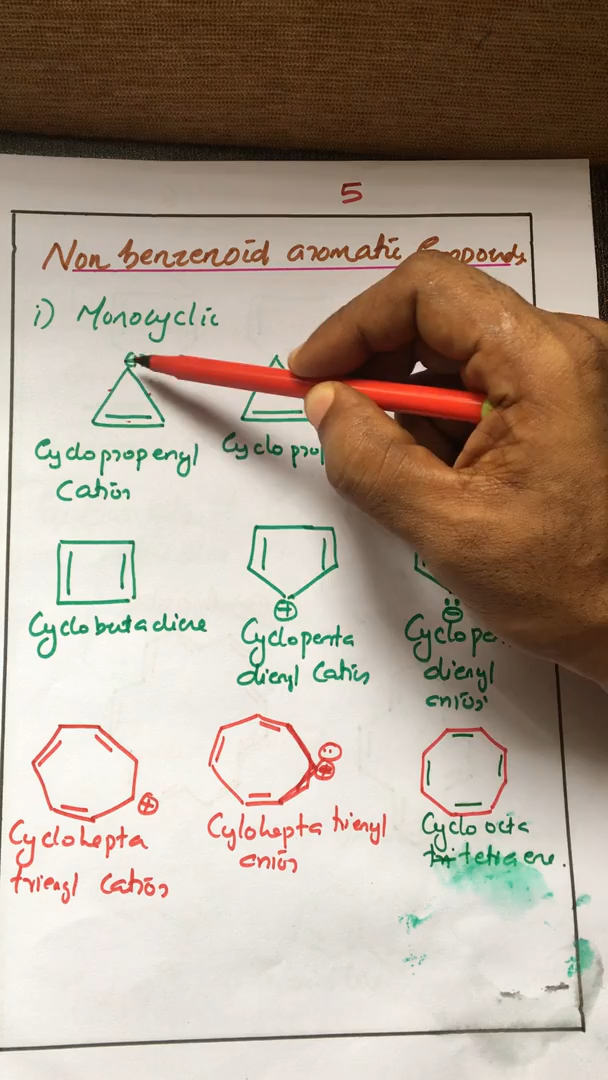 5
Non benzenoid aromatic
i) Monocyclic
Cyclopropenyl
Cation
Cyclo
Cyclobutadiene
+
Cyclopenta
dienyl Cation
dienyl
anion
+
Cyclohepta
trienyl Cation
Cylohepta trienyl
anion
Cyclo octa
tetraene.